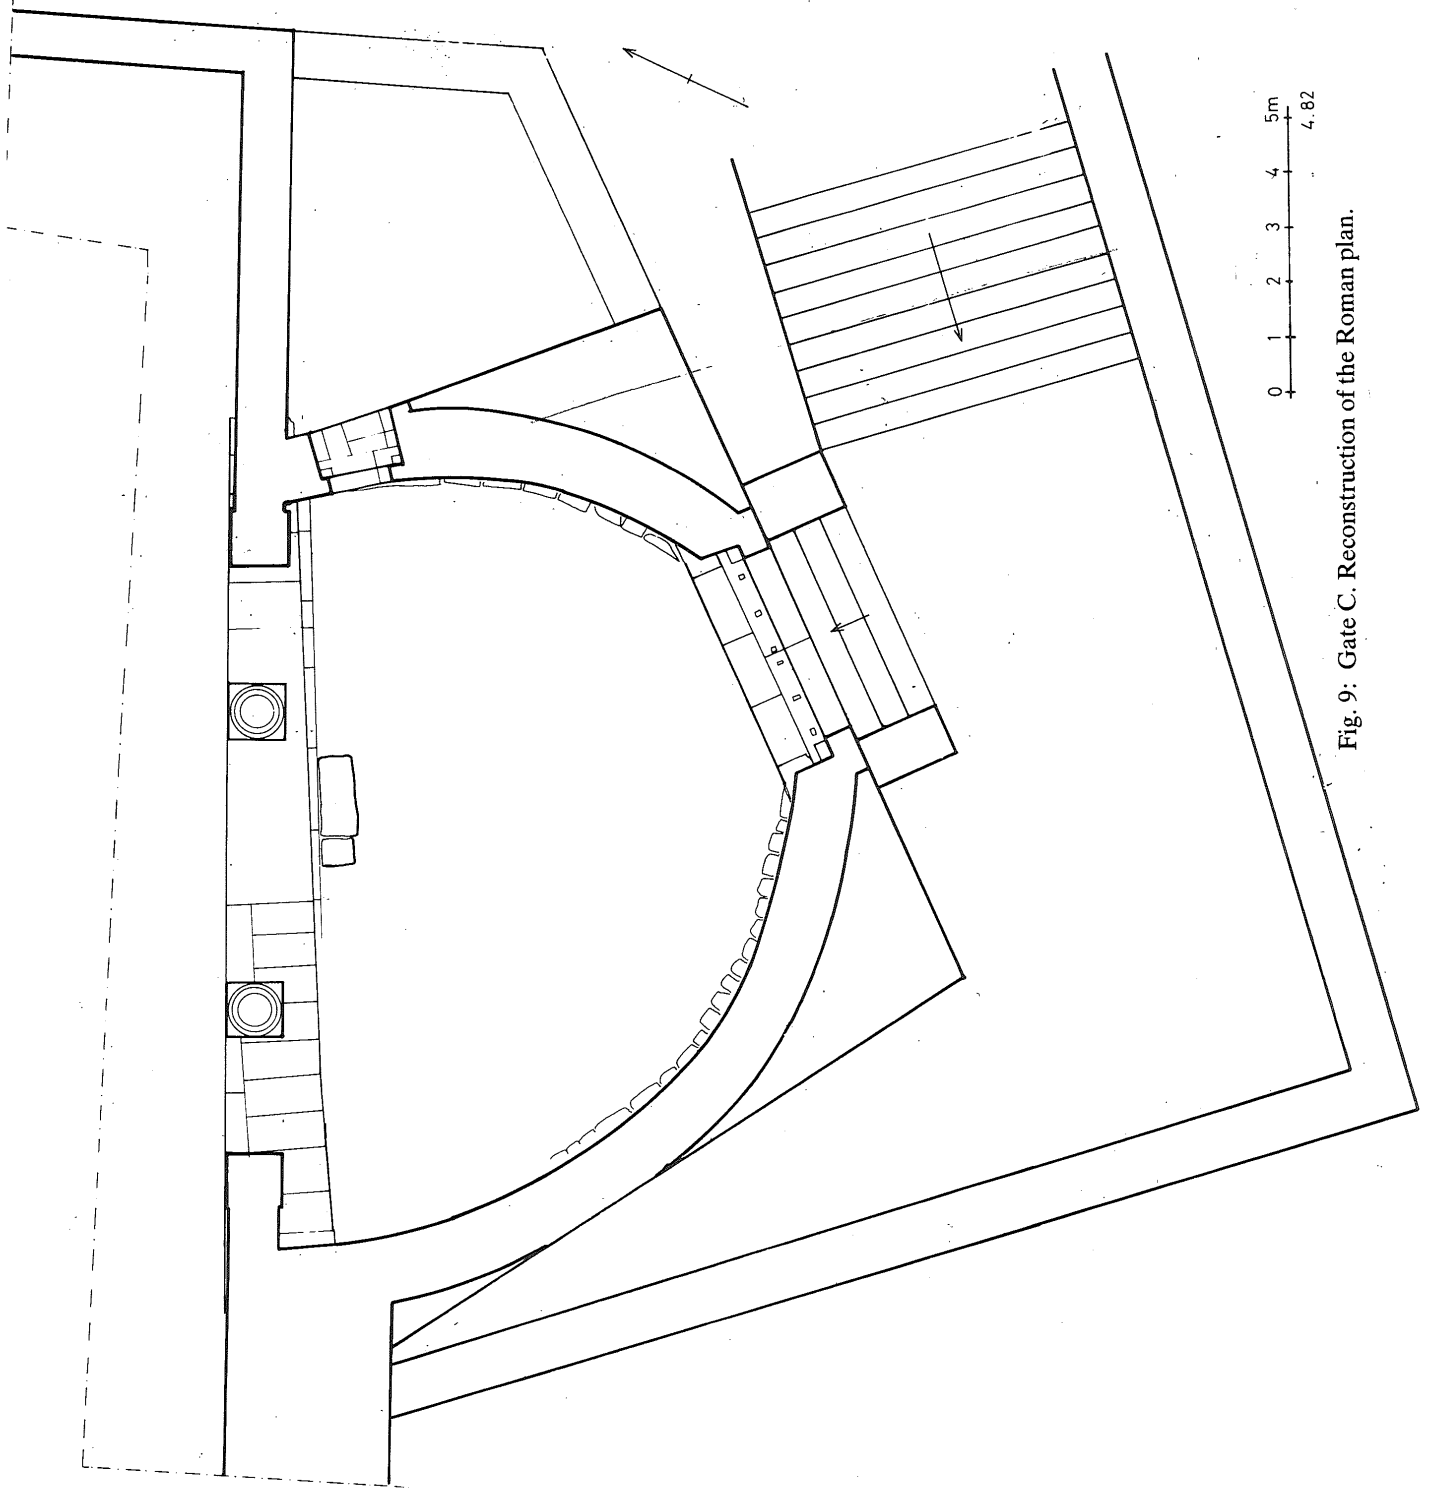 0 1 2 3 4 5m
4.82
Fig. 9: Gate C. Reconstruction of the Roman plan.